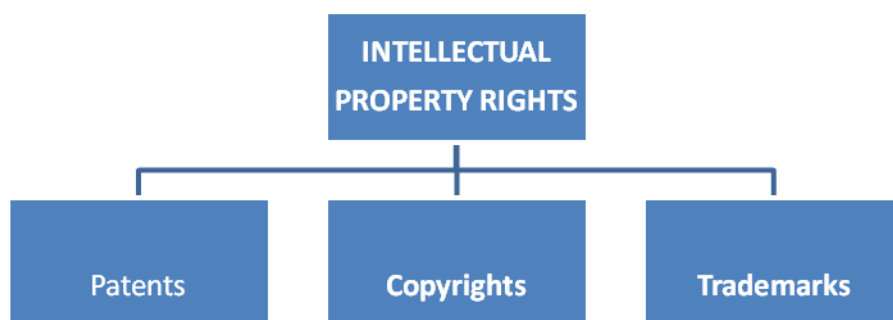 INTELLECTUAL
PROPERTY RIGHTS
Patents
Copyrights
Trademarks